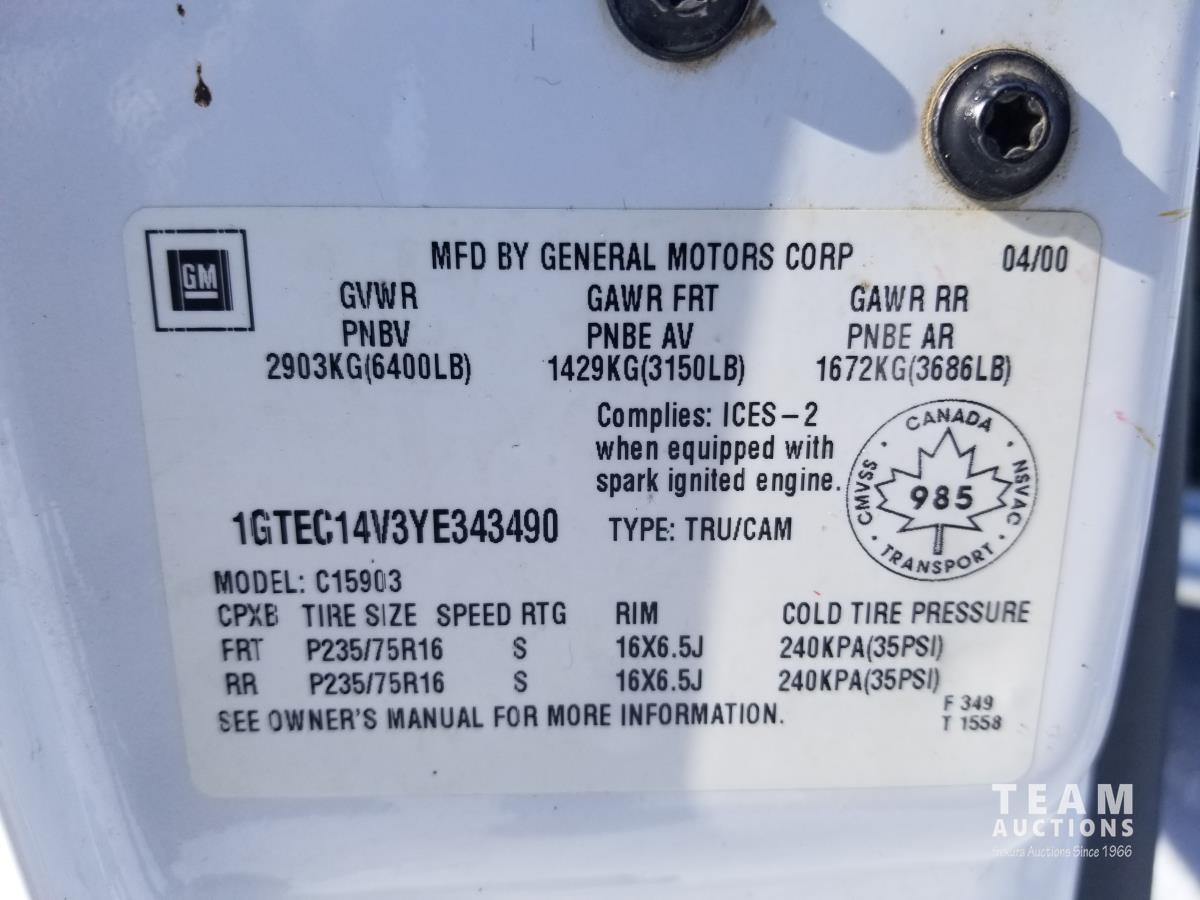 GM
MFD BY GENERAL MOTORS CORP 04/00
GVWR GAWR FRT GAWR RR
PNBV PNBE AV PNBE AR
2903KG(6400LB) 1429KG(3150LB) 1672KG(3686LB)
Complies: ICES-2
when equipped with
spark ignited engine.
CANADA
CMVSS
985
NSVAC
TRANSPORT
1GTEC14V3YE343490 TYPE: TRU/CAM
MODEL: C15903
CPXB TIRE SIZE SPEED RTG RIM COLD TIRE PRESSURE
FRT P235/75R16 S 16X6.5J 240KPA(35PSI)
RR P235/75R16 S 16X6.5J 240KPA(35PSI)
SEE OWNER'S MANUAL FOR MORE INFORMATION.
F 349
T 1558
TEAM
AUCTIONS
Auctions Since 1966